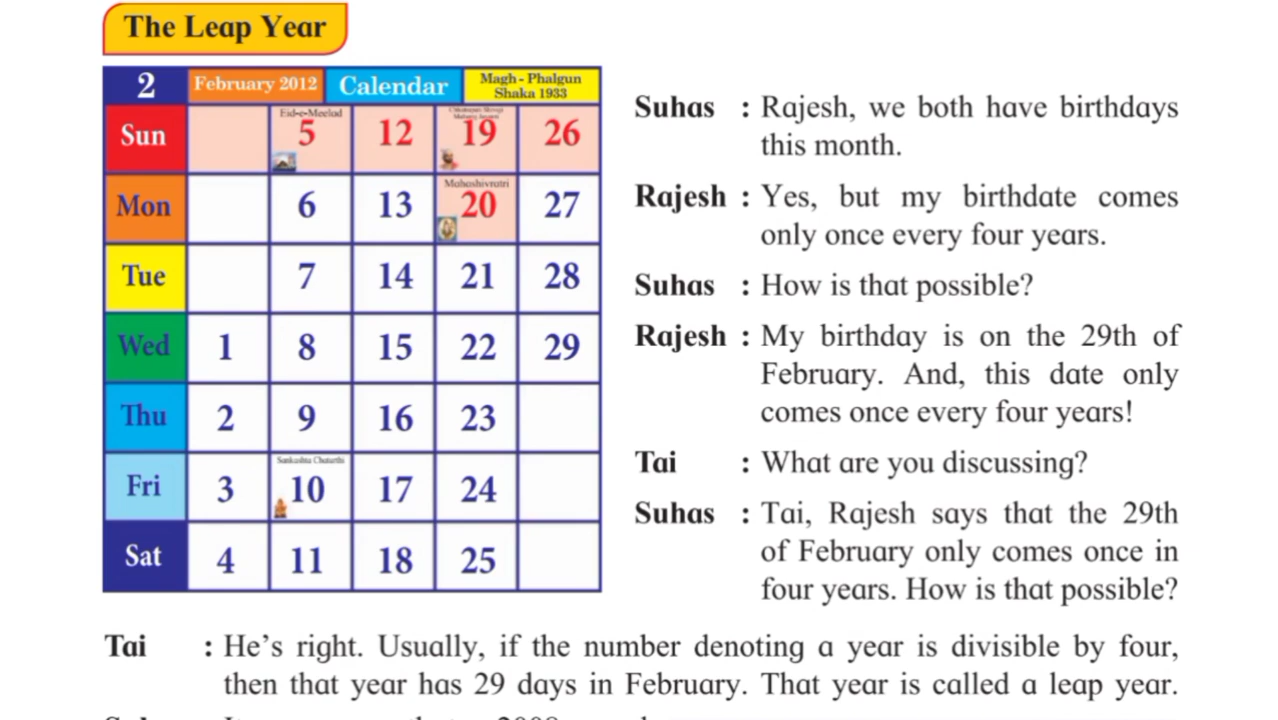 The Leap Year
2 February 2012 Calendar Magh - Phalgun
Shaka 1933
Eid-e-Meelad
Sun 5 12 19 26
Mahashivratri
Mon 6 13 20 27
Tue 7 14 21 28
Wed 1 8 15 22 29
Thu 2 9 16 23
Sankashta Chaturthi
Fri 3 10 17 24
Sat 4 11 18 25
Suhas : Rajesh, we both have birthdays
this month.
Rajesh : Yes, but my birthdate comes
only once every four years.
Suhas : How is that possible?
Rajesh : My birthday is on the 29th of
February. And, this date only
comes once every four years!
Tai : What are you discussing?
Suhas : Tai, Rajesh says that the 29th
of February only comes once in
four years. How is that possible?
Tai : He’s right. Usually, if the number denoting a year is divisible by four,
then that year has 29 days in February. That year is called a leap year.